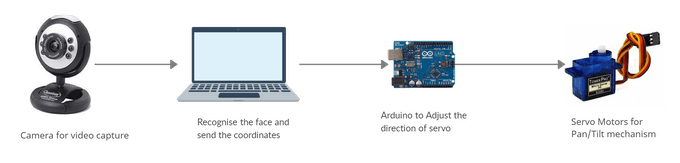 Camera for video capture
Recognise the face and
send the coordinates
Arduino to Adjust the
direction of servo
Servo Motors for
Pan/Tilt mechanism